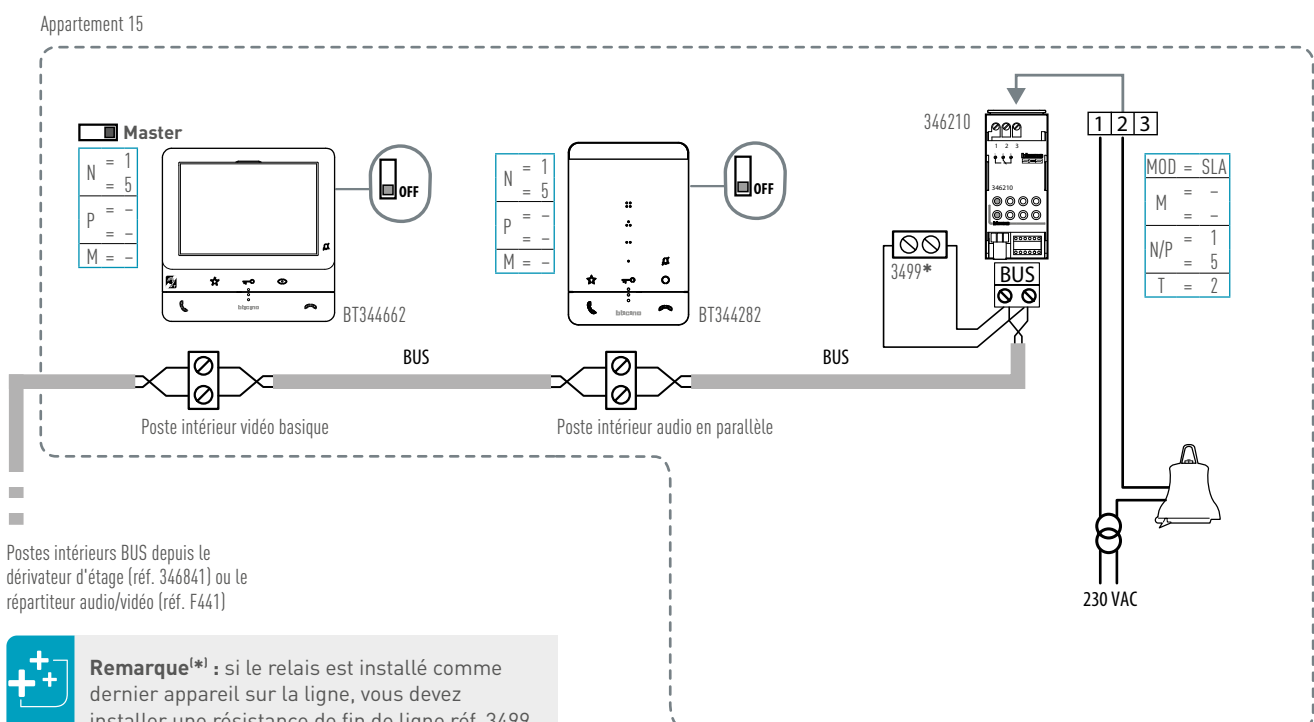 Appartement 15
Master
N = 1
= 5
P = –
= –
M = –
OFF
BT344662
N = 1
= 5
P = –
= –
M = –
OFF
BT344282
346210
1 2 3
346210
BUS
3499*
1 2 3
MOD = SLA
M = –
= –
N/P = 1
= 5
T = 2
BUS
BUS
Poste intérieur vidéo basique
Poste intérieur audio en parallèle
230 VAC
Postes intérieurs BUS depuis le
dérivateur d'étage (réf. 346841) ou le
répartiteur audio/vidéo (réf. F441)
Remarque(*) : si le relais est installé comme
dernier appareil sur la ligne, vous devez
installer une résistance de fin de ligne réf. 3499